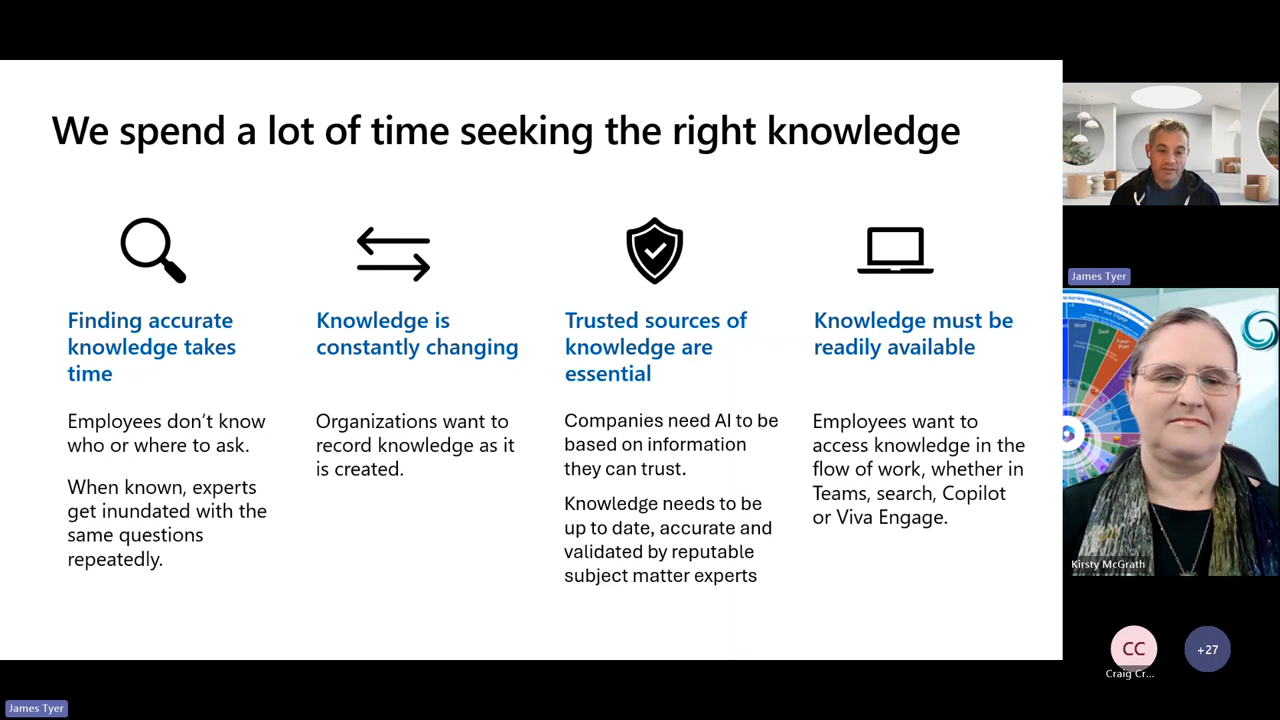 We spend a lot of time seeking the right knowledge
Finding accurate
knowledge takes
time
Employees don't know
who or where to ask.
When known, experts
get inundated with the
same questions
repeatedly.
Knowledge is
constantly changing
Organizations want to
record knowledge as it
is created.
Trusted sources of
knowledge are
essential
Companies need AI to be
based on information
they can trust.
Knowledge needs to be
up to date, accurate and
validated by reputable
subject matter experts
Knowledge must be
readily available
Employees want to
access knowledge in the
flow of work, whether in
Teams, search, Copilot
or Viva Engage.
James Tyer
Word
Excel
Power-
Point
Kirsty McGrath
CC
Craig Cr...
+27
James Tyer